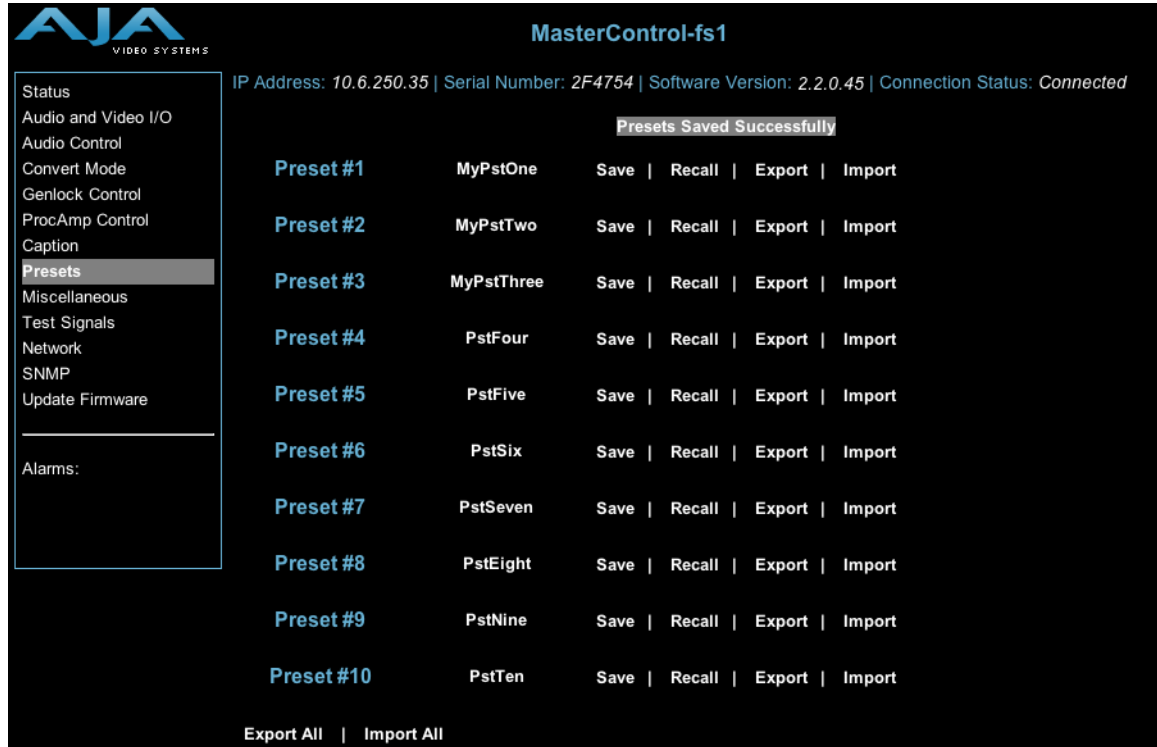 AJA
VIDEO SYSTEMS
MasterControl-fs1
IP Address: 10.6.250.35 | Serial Number: 2F4754 | Software Version: 2.2.0.45 | Connection Status: Connected
Status
Audio and Video I/O
Audio Control
Convert Mode
Genlock Control
ProcAmp Control
Caption
Presets
Miscellaneous
Test Signals
Network
SNMP
Update Firmware
Alarms:
Presets Saved Successfully
Preset #1 MyPstOne Save | Recall | Export | Import
Preset #2 MyPstTwo Save | Recall | Export | Import
Preset #3 MyPstThree Save | Recall | Export | Import
Preset #4 PstFour Save | Recall | Export | Import
Preset #5 PstFive Save | Recall | Export | Import
Preset #6 PstSix Save | Recall | Export | Import
Preset #7 PstSeven Save | Recall | Export | Import
Preset #8 PstEight Save | Recall | Export | Import
Preset #9 PstNine Save | Recall | Export | Import
Preset #10 PstTen Save | Recall | Export | Import
Export All | Import All